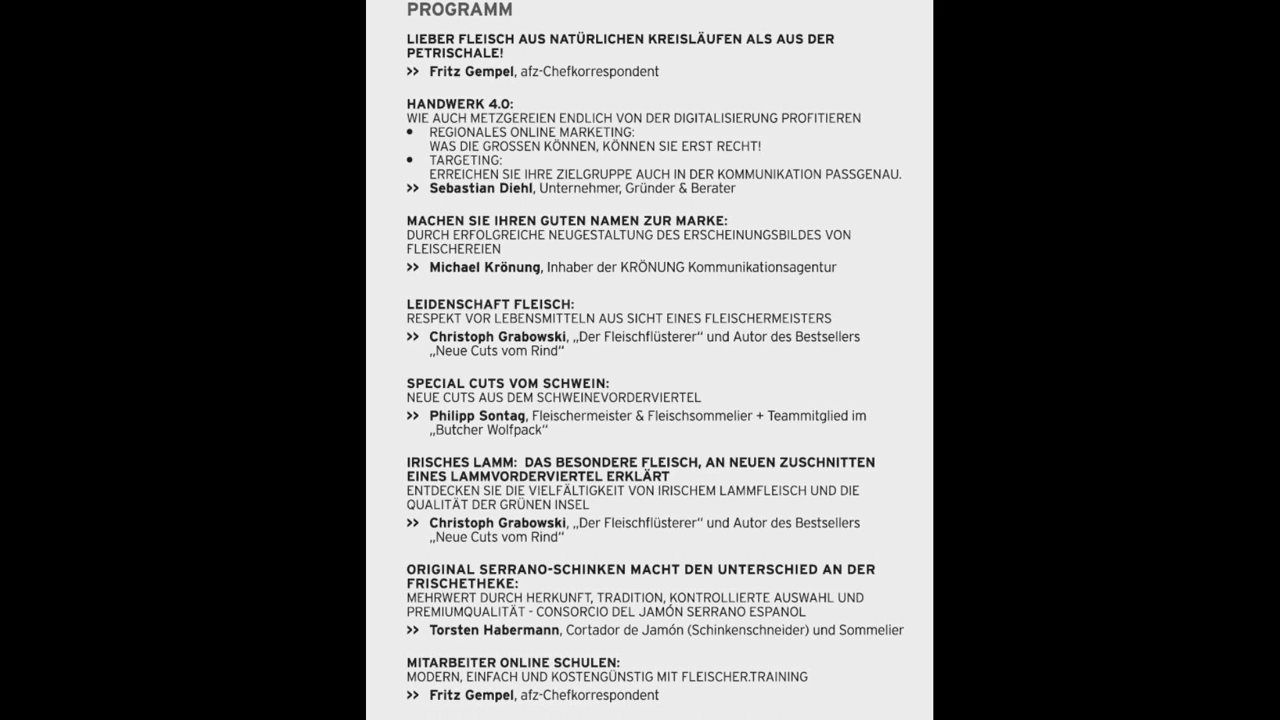 PROGRAMM
LIEBER FLEISCH AUS NATÜRLICHEN KREISLÄUFEN ALS AUS DER
PETRISCHALE!
>> Fritz Gempel, afz-Chefkorrespondent
HANDWERK 4.0:
WIE AUCH METZGEREIEN ENDLICH VON DER DIGITALISIERUNG PROFITIEREN
• REGIONALES ONLINE MARKETING:
WAS DIE GROSSEN KÖNNEN, KÖNNEN SIE ERST RECHT!
• TARGETING:
ERREICHEN SIE IHRE ZIELGRUPPE AUCH IN DER KOMMUNIKATION PASSGENAU.
>> Sebastian Diehl, Unternehmer, Gründer & Berater
MACHEN SIE IHREN GUTEN NAMEN ZUR MARKE:
DURCH ERFOLGREICHE NEUGESTALTUNG DES ERSCHEINUNGSBILDES VON
FLEISCHEREIEN
>> Michael Krönung, Inhaber der KRÖNUNG Kommunikationsagentur
LEIDENSCHAFT FLEISCH:
RESPEKT VOR LEBENSMITTELN AUS SICHT EINES FLEISCHERMEISTERS
>> Christoph Grabowski, „Der Fleischflüsterer“ und Autor des Bestsellers
„Neue Cuts vom Rind“
SPECIAL CUTS VOM SCHWEIN:
NEUE CUTS AUS DEM SCHWEINEVORDERVIERTEL
>> Philipp Sontag, Fleischermeister & Fleischsommelier + Teammitglied im
„Butcher Wolfpack“
IRISCHES LAMM: DAS BESONDERE FLEISCH, AN NEUEN ZUSCHNITTEN
EINES LAMMVORDERVIERTEL ERKLÄRT
ENTDECKEN SIE DIE VIELFÄLTIGKEIT VON IRISCHEM LAMMFLEISCH UND DIE
QUALITÄT DER GRÜNEN INSEL
>> Christoph Grabowski, „Der Fleischflüsterer“ und Autor des Bestsellers
„Neue Cuts vom Rind“
ORIGINAL SERRANO-SCHINKEN MACHT DEN UNTERSCHIED AN DER
FRISCHETHEKE:
MEHRWERT DURCH HERKUNFT, TRADITION, KONTROLLIERTE AUSWAHL UND
PREMIUMQUALITÄT - CONSORCIO DEL JAMÓN SERRANO ESPANOL
>> Torsten Habermann, Cortador de Jamón (Schinkenschneider) und Sommelier
MITARBEITER ONLINE SCHULEN:
MODERN, EINFACH UND KOSTENGÜNSTIG MIT FLEISCHER.TRAINING
>> Fritz Gempel, afz-Chefkorrespondent